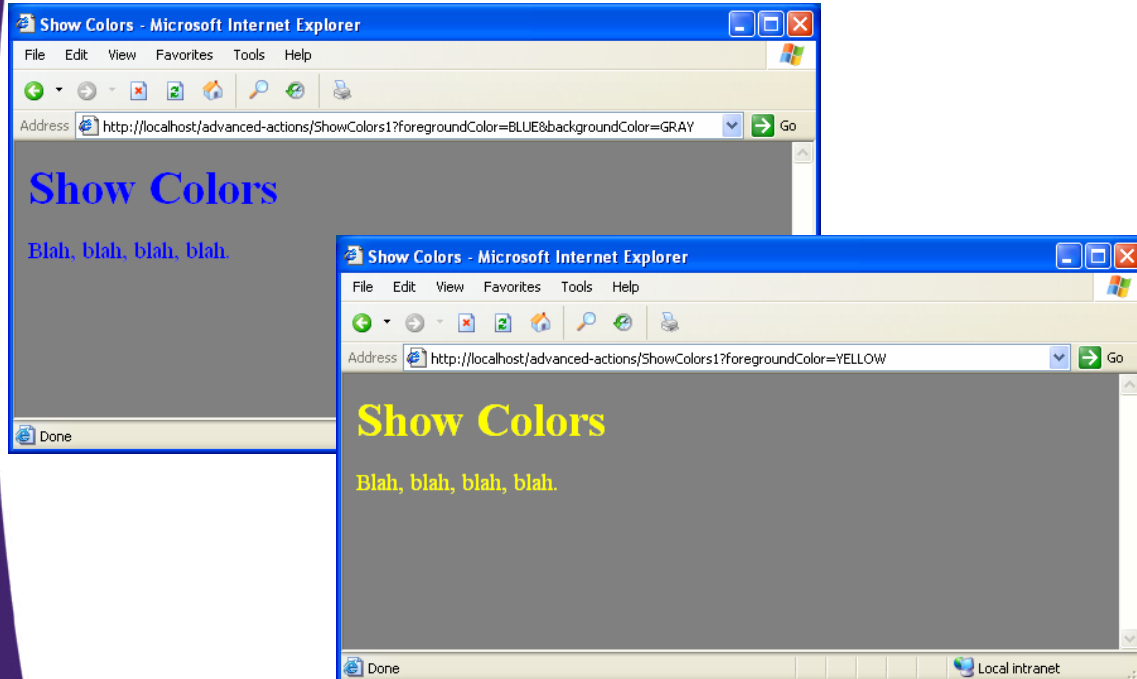 Show Colors - Microsoft Internet Explorer
File Edit View Favorites Tools Help
Address http://localhost/advanced-actions/ShowColors1?foregroundColor=BLUE&backgroundColor=GRAY Go
Show Colors
Blah, blah, blah, blah.
Done
Show Colors - Microsoft Internet Explorer
File Edit View Favorites Tools Help
Address http://localhost/advanced-actions/ShowColors1?foregroundColor=YELLOW Go
Show Colors
Blah, blah, blah, blah.
Done Local intranet